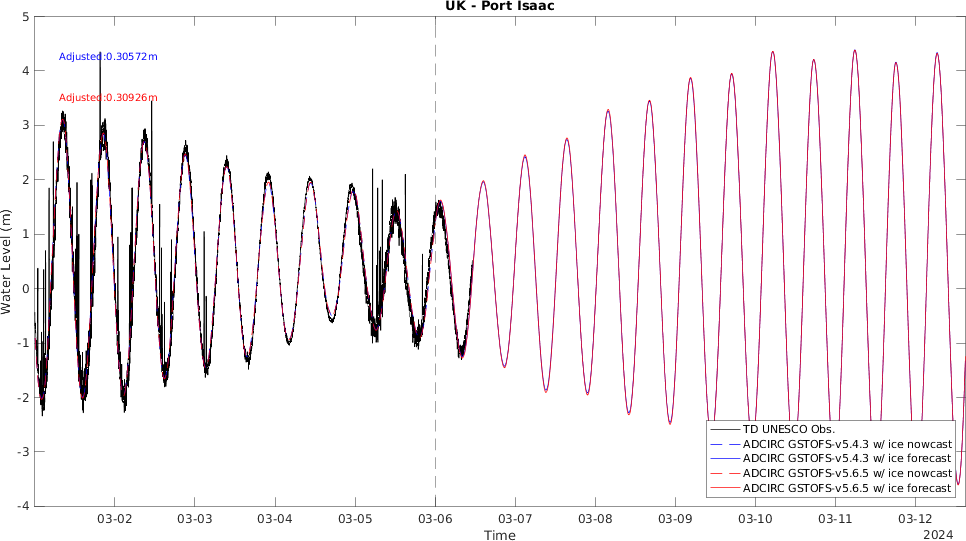 UK - Port Isaac
5
4
3
2
1
0
-1
-2
-3
-4
Water Level (m)
Adjusted:0.30572m
Adjusted:0.30926m
TD UNESCO Obs.
ADCIRC GSTOFS-v5.4.3 w/ ice nowcast
ADCIRC GSTOFS-v5.4.3 w/ ice forecast
ADCIRC GSTOFS-v5.6.5 w/ ice nowcast
ADCIRC GSTOFS-v5.6.5 w/ ice forecast
03-02 03-03 03-04 03-05 03-06 03-07 03-08 03-09 03-10 03-11 03-12
Time
2024